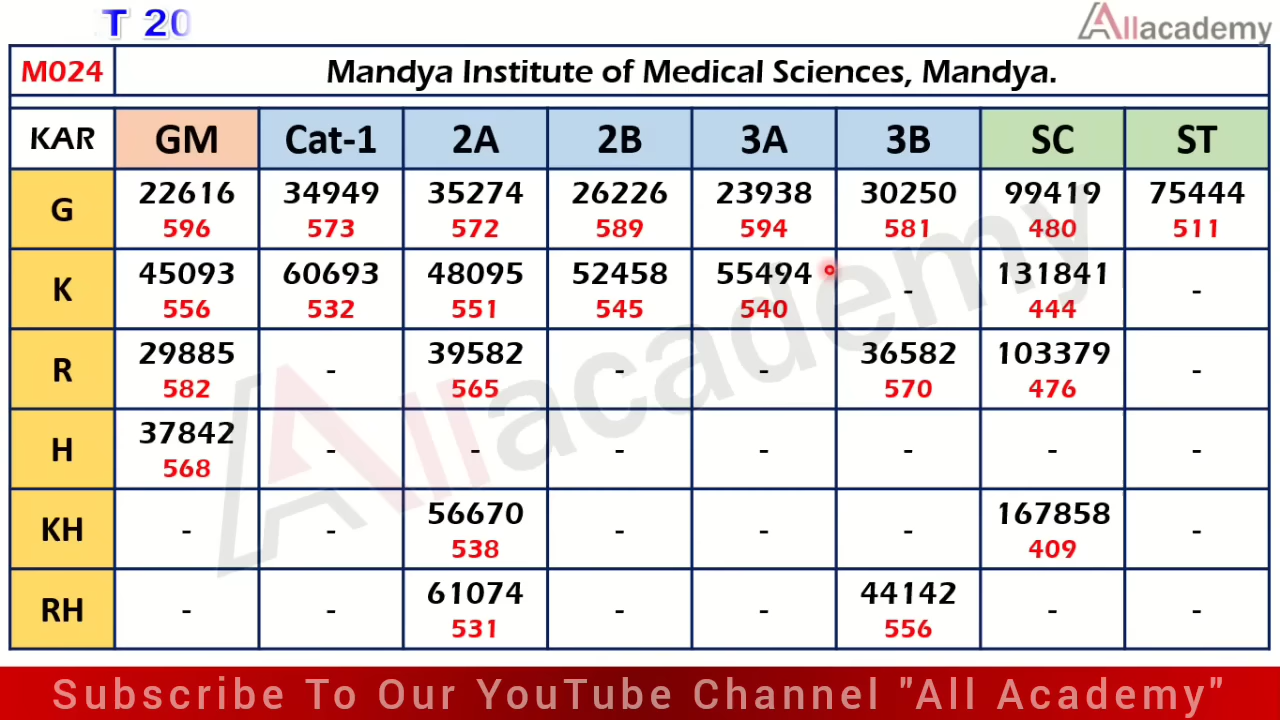 T 20
Allacademy
M024 Mandya Institute of Medical Sciences, Mandya.
KAR GM Cat-1 2A 2B 3A 3B SC ST
G 22616 34949 35274 26226 23938 30250 99419 75444
596 573 572 589 594 581 480 511
K 45093 60693 48095 52458 55494 - 131841 -
556 532 551 545 540 444
R 29885 - 39582 - - 36582 103379 -
582 565 570 476
H 37842 - - - - - - -
568
KH - - 56670 - - - 167858 -
538 409
RH - - 61074 - - 44142 - -
531 556
Allacademy
Subscribe To Our YouTube Channel "All Academy"